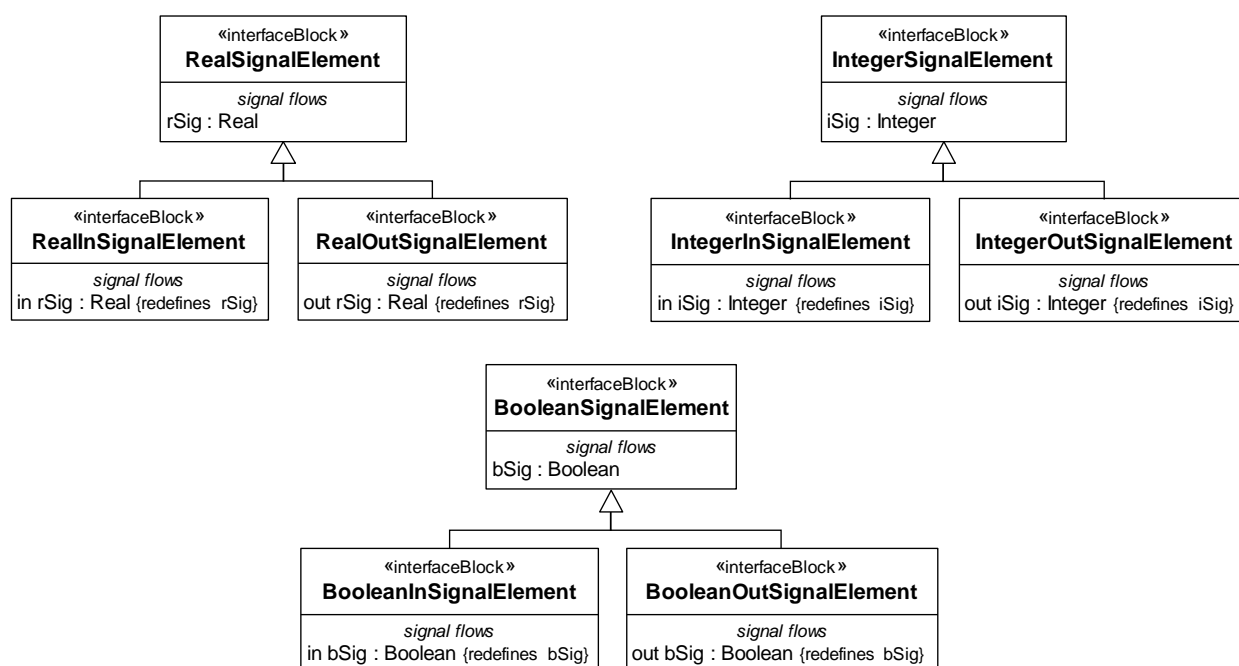 «interfaceBlock»
RealSignalElement
signal flows
rSig : Real
«interfaceBlock»
IntegerSignalElement
signal flows
iSig : Integer
«interfaceBlock»
RealInSignalElement
signal flows
in rSig : Real {redefines rSig}
«interfaceBlock»
RealOutSignalElement
signal flows
out rSig : Real {redefines rSig}
«interfaceBlock»
IntegerInSignalElement
signal flows
in iSig : Integer {redefines iSig}
«interfaceBlock»
IntegerOutSignalElement
signal flows
out iSig : Integer {redefines iSig}
«interfaceBlock»
BooleanSignalElement
signal flows
bSig : Boolean
«interfaceBlock»
BooleanInSignalElement
signal flows
in bSig : Boolean {redefines bSig}
«interfaceBlock»
BooleanOutSignalElement
signal flows
out bSig : Boolean {redefines bSig}